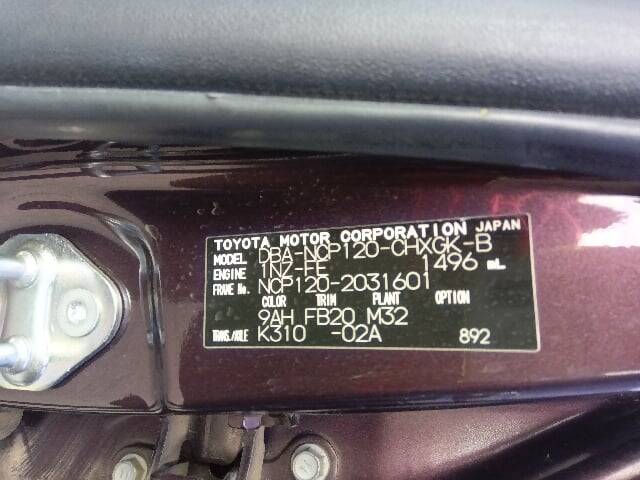 TOYOTA MOTOR CORPORATION JAPAN
MODEL DBA-NCP120-CHXGK-B
ENGINE 1NZ-FE 1496 mL
FRAME No. NCP120-2031601
COLOR TRIM PLANT OPTION
9AH FB20 M32
TRANS./AXLE K310 -02A 892